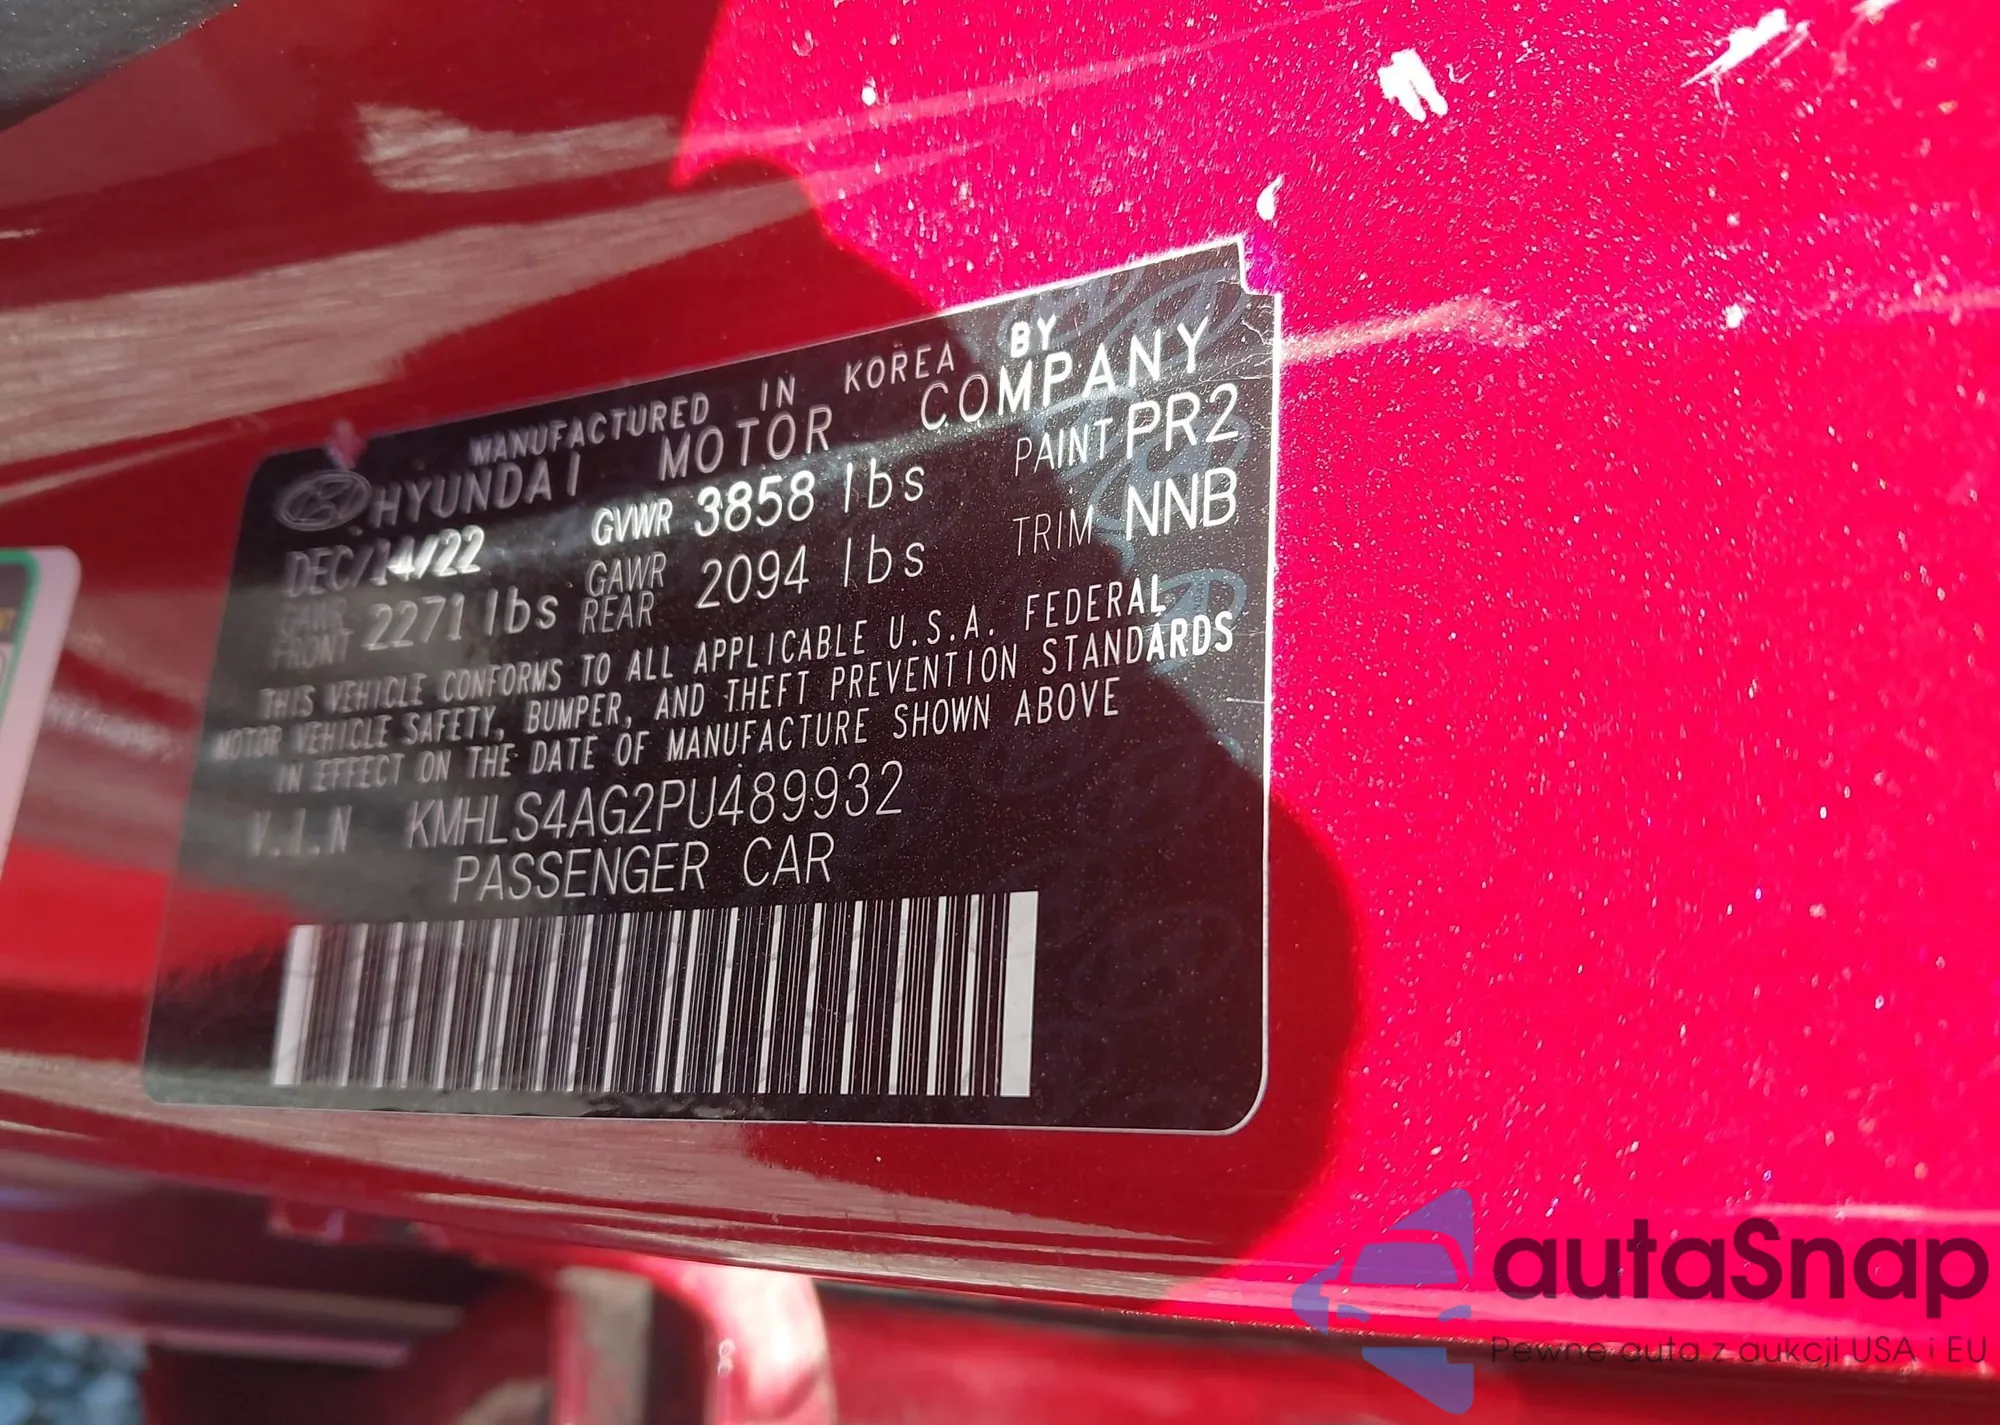 MANUFACTURED IN KOREA BY
HYUNDAI MOTOR COMPANY
DEC/14/22 GVWR 3858 lbs PAINT PR2
GAWR FRONT 2271 lbs GAWR REAR 2094 lbs TRIM NNB
THIS VEHICLE CONFORMS TO ALL APPLICABLE U.S.A. FEDERAL
MOTOR VEHICLE SAFETY, BUMPER, AND THEFT PREVENTION STANDARDS
IN EFFECT ON THE DATE OF MANUFACTURE SHOWN ABOVE
V.I.N KMHLS4AG2PU489932
PASSENGER CAR
autaSnap
Pewne auto z aukcji USA i EU